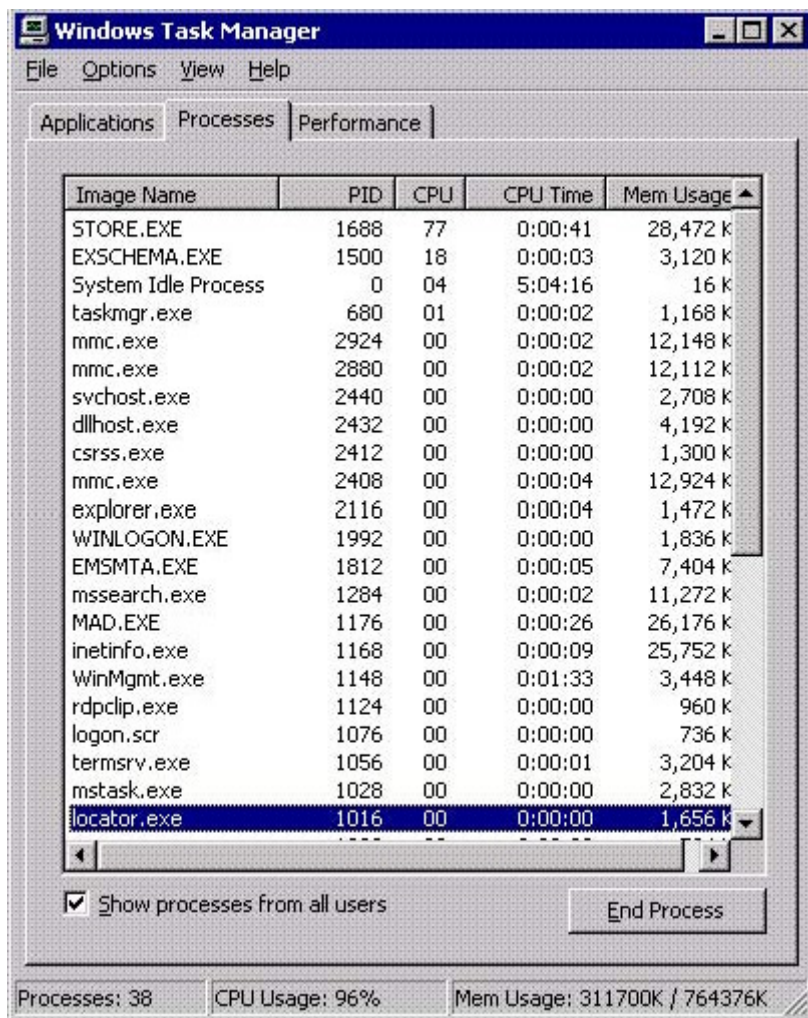 Windows Task Manager
File Options View Help
Applications Processes Performance
Image Name PID CPU CPU Time Mem Usage
STORE.EXE 1688 77 0:00:41 28,472 K
EXSCHEMA.EXE 1500 18 0:00:03 3,120 K
System Idle Process 0 04 5:04:16 16 K
taskmgr.exe 680 01 0:00:02 1,168 K
mmc.exe 2924 00 0:00:02 12,148 K
mmc.exe 2880 00 0:00:02 12,112 K
svchost.exe 2440 00 0:00:00 2,708 K
dllhost.exe 2432 00 0:00:00 4,192 K
csrss.exe 2412 00 0:00:00 1,300 K
mmc.exe 2408 00 0:00:04 12,924 K
explorer.exe 2116 00 0:00:04 1,472 K
WINLOGON.EXE 1992 00 0:00:00 1,836 K
EMSMTA.EXE 1812 00 0:00:05 7,404 K
mssearch.exe 1284 00 0:00:02 11,272 K
MAD.EXE 1176 00 0:00:26 26,176 K
inetinfo.exe 1168 00 0:00:09 25,752 K
WinMgmt.exe 1148 00 0:01:33 3,448 K
rdpclip.exe 1124 00 0:00:00 960 K
logon.scr 1076 00 0:00:00 736 K
termsrv.exe 1056 00 0:00:01 3,204 K
mstask.exe 1028 00 0:00:00 2,832 K
locator.exe 1016 00 0:00:00 1,656 K
Show processes from all users
End Process
Processes: 38 CPU Usage: 96% Mem Usage: 311700K / 764376K